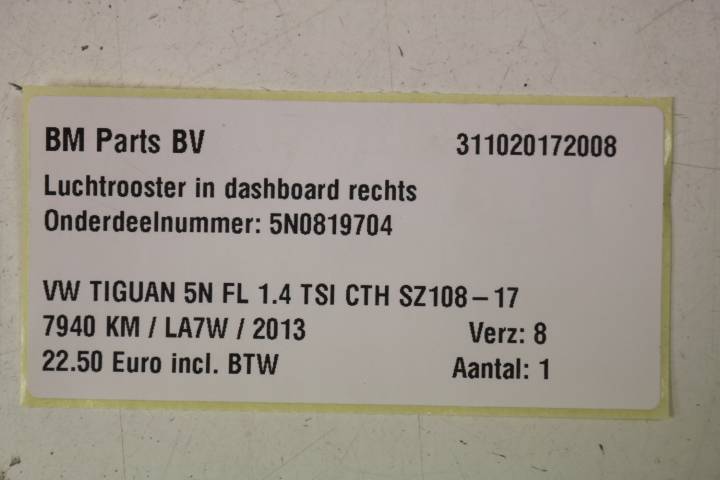 BM Parts BV 311020172008
Luchtrooster in dashboard rechts
Onderdeelnummer: 5N0819704
VW TIGUAN 5N FL 1.4 TSI CTH SZ108-17
7940 KM / LA7W / 2013 Verz: 8
22.50 Euro incl. BTW Aantal: 1